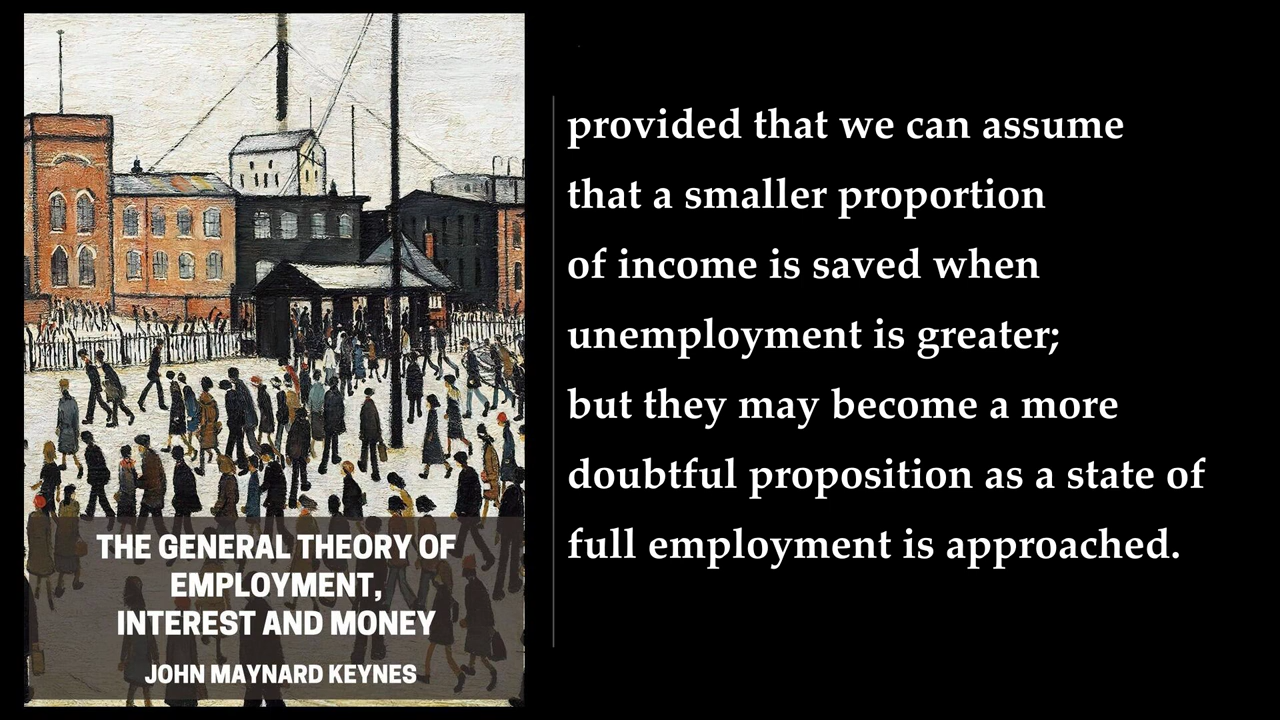 THE GENERAL THEORY OF
EMPLOYMENT,
INTEREST AND MONEY
JOHN MAYNARD KEYNES
provided that we can assume
that a smaller proportion
of income is saved when
unemployment is greater;
but they may become a more
doubtful proposition as a state of
full employment is approached.